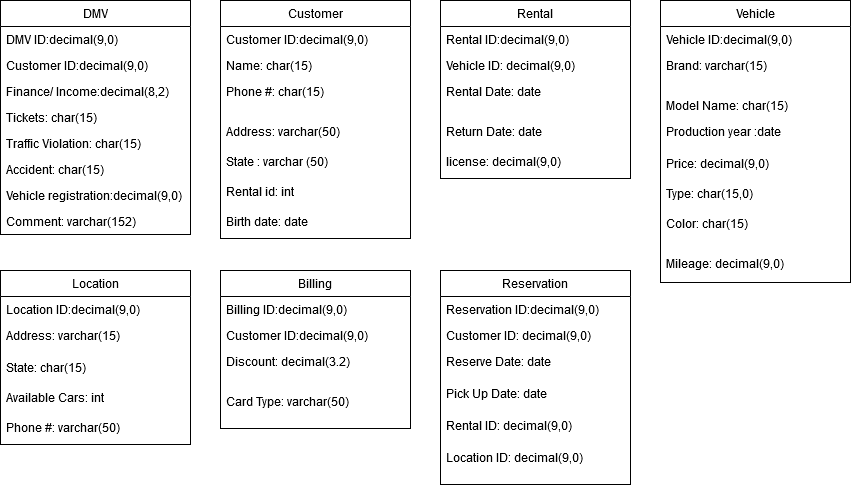 DMV
DMV ID:decimal(9,0)
Customer ID:decimal(9,0)
Finance/ Income:decimal(8,2)
Tickets: char(15)
Traffic Violation: char(15)
Accident: char(15)
Vehicle registration:decimal(9,0)
Comment: varchar(152)
Customer
Customer ID:decimal(9,0)
Name: char(15)
Phone #: char(15)
Address: varchar(50)
State : varchar (50)
Rental id: int
Birth date: date
Rental
Rental ID:decimal(9,0)
Vehicle ID: decimal(9,0)
Rental Date: date
Return Date: date
license: decimal(9,0)
Vehicle
Vehicle ID:decimal(9,0)
Brand: varchar(15)
Model Name: char(15)
Production year :date
Price: decimal(9,0)
Type: char(15,0)
Color: char(15)
Mileage: decimal(9,0)
Location
Location ID:decimal(9,0)
Address: varchar(15)
State: char(15)
Available Cars: int
Phone #: varchar(50)
Billing
Billing ID:decimal(9,0)
Customer ID:decimal(9,0)
Discount: decimal(3.2)
Card Type: varchar(50)
Reservation
Reservation ID:decimal(9,0)
Customer ID: decimal(9,0)
Reserve Date: date
Pick Up Date: date
Rental ID: decimal(9,0)
Location ID: decimal(9,0)